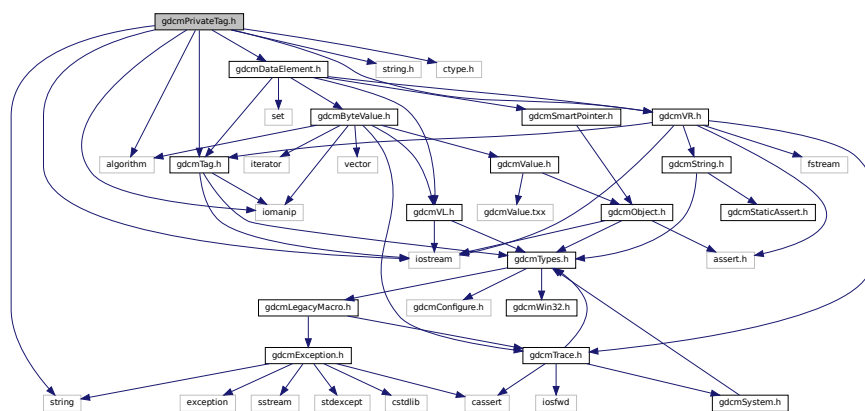 gdcmPrivateTag.h
gdcmDataElement.h
string.h
ctype.h
set
gdcmByteValue.h
gdcmSmartPointer.h
gdcmVR.h
algorithm
gdcmTag.h
iterator
vector
gdcmValue.h
gdcmString.h
fstream
iomanip
gdcmVL.h
gdcmValue.txx
gdcmObject.h
gdcmStaticAssert.h
iostream
gdcmTypes.h
assert.h
gdcmLegacyMacro.h
gdcmConfigure.h
gdcmWin32.h
gdcmException.h
gdcmTrace.h
string
exception
sstream
stdexcept
cstdlib
cassert
iosfwd
gdcmSystem.h